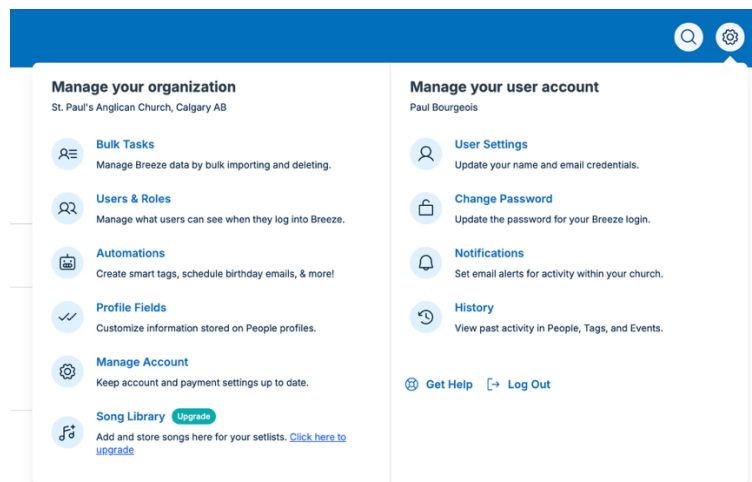 Manage your organization
St. Paul's Anglican Church, Calgary AB
Bulk Tasks
Manage Breeze data by bulk importing and deleting.
Users & Roles
Manage what users can see when they log into Breeze.
Automations
Create smart tags, schedule birthday emails, & more!
Profile Fields
Customize information stored on People profiles.
Manage Account
Keep account and payment settings up to date.
Song Library Upgrade
Add and store songs here for your setlists. Click here to
upgrade
Manage your user account
Paul Bourgeois
User Settings
Update your name and email credentials.
Change Password
Update the password for your Breeze login.
Notifications
Set email alerts for activity within your church.
History
View past activity in People, Tags, and Events.
Get Help Log Out